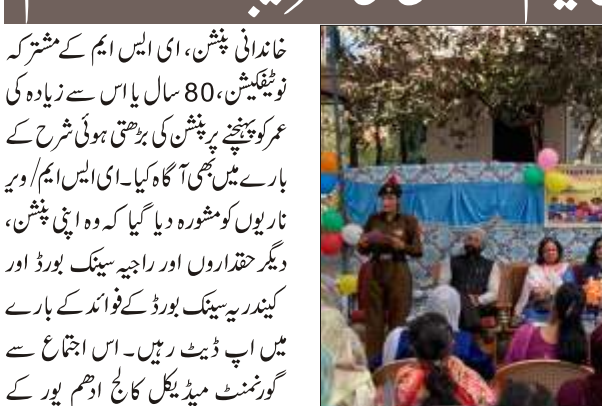 خاندانی پنشن، ای ایس ایم کے مشترکہ
نوٹیفکیشن، 80 سال یا اس سے زیادہ کی
عمر کو پہنچنے پر پنشن کی بڑھتی ہوئی شرح کے
بارے میں بھی آگاہ کیا۔ ای ایس ایم/ ویر
ناریوں کو مشورہ دیا گیا کہ وہ اپنی پنشن،
دیگر حقداروں اور راجیہ سینک بورڈ اور
کیندریہ سینک بورڈ کے فوائد کے بارے
میں اپ ڈیٹ رہیں۔ اس اجتماع سے
گورنمنٹ میڈیکل کالج ادھم پور کے